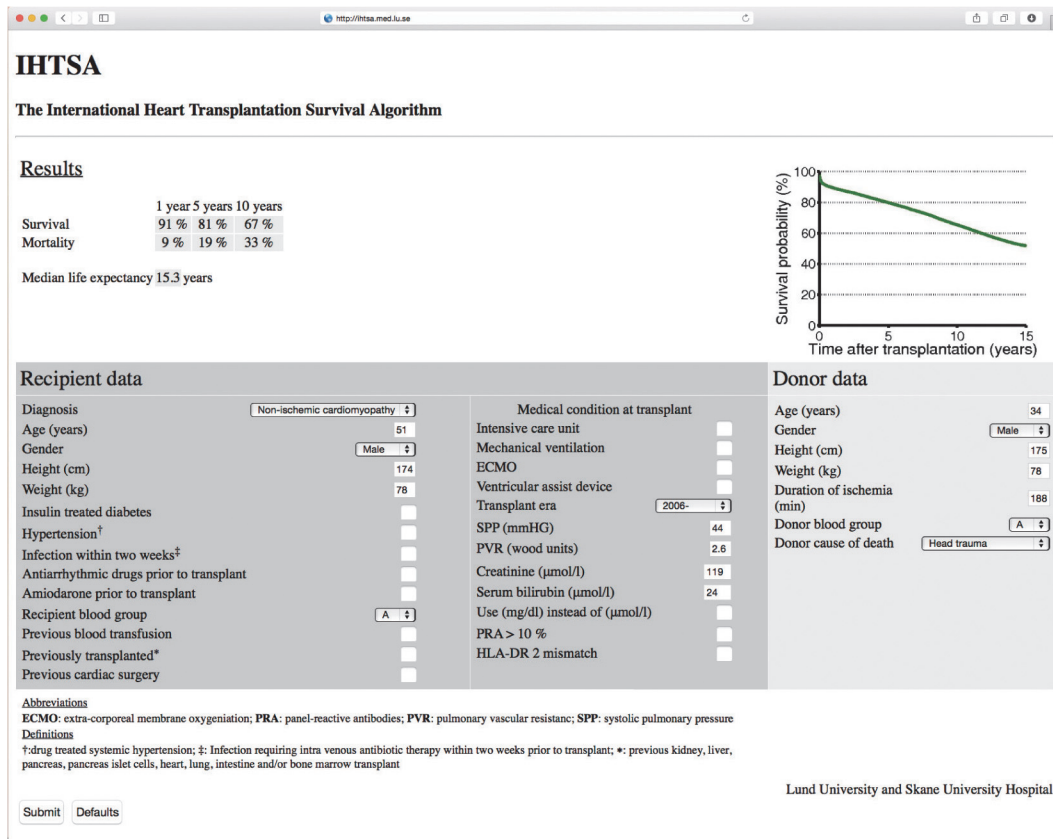 http://ihtsa.med.lu.se
IHTSA
The International Heart Transplantation Survival Algorithm
Results
1 year 5 years 10 years
Survival 91 % 81 % 67 %
Mortality 9 % 19 % 33 %
Median life expectancy 15.3 years
Survival probability (%)
100
80
60
40
20
0
0 5 10 15
Time after transplantation (years)
Recipient data
Diagnosis Non-ischemic cardiomyopathy
Age (years) 51
Gender Male
Height (cm) 174
Weight (kg) 78
Insulin treated diabetes
Hypertension†
Infection within two weeks‡
Antiarrhythmic drugs prior to transplant
Amiodarone prior to transplant
Recipient blood group A
Previous blood transfusion
Previously transplanted*
Previous cardiac surgery
Medical condition at transplant
Intensive care unit
Mechanical ventilation
ECMO
Ventricular assist device
Transplant era 2006-
SPP (mmHG) 44
PVR (wood units) 2.6
Creatinine (μmol/l) 119
Serum bilirubin (μmol/l) 24
Use (mg/dl) instead of (μmol/l)
PRA > 10 %
HLA-DR 2 mismatch
Donor data
Age (years) 34
Gender Male
Height (cm) 175
Weight (kg) 78
Duration of ischemia
(min) 188
Donor blood group A
Donor cause of death Head trauma
Abbreviations
ECMO: extra-corporeal membrane oxygeniation; PRA: panel-reactive antibodies; PVR: pulmonary vascular resistanc; SPP: systolic pulmonary pressure
Definitions
†:drug treated systemic hypertension; ‡: Infection requiring intra venous antibiotic therapy within two weeks prior to transplant; *: previous kidney, liver,
pancreas, pancreas islet cells, heart, lung, intestine and/or bone marrow transplant
Lund University and Skane University Hospital
Submit Defaults